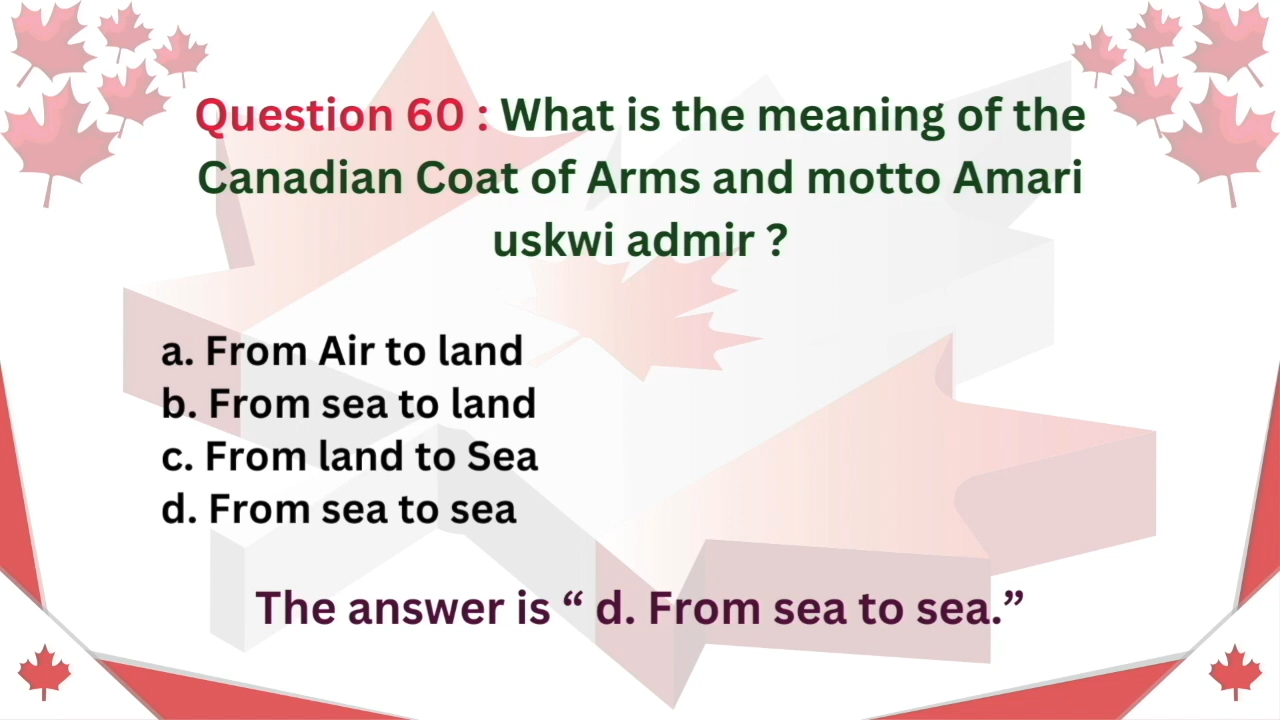 Question 60 : What is the meaning of the
Canadian Coat of Arms and motto Amari
uskwi admir ?
a. From Air to land
b. From sea to land
c. From land to Sea
d. From sea to sea
The answer is “ d. From sea to sea.”